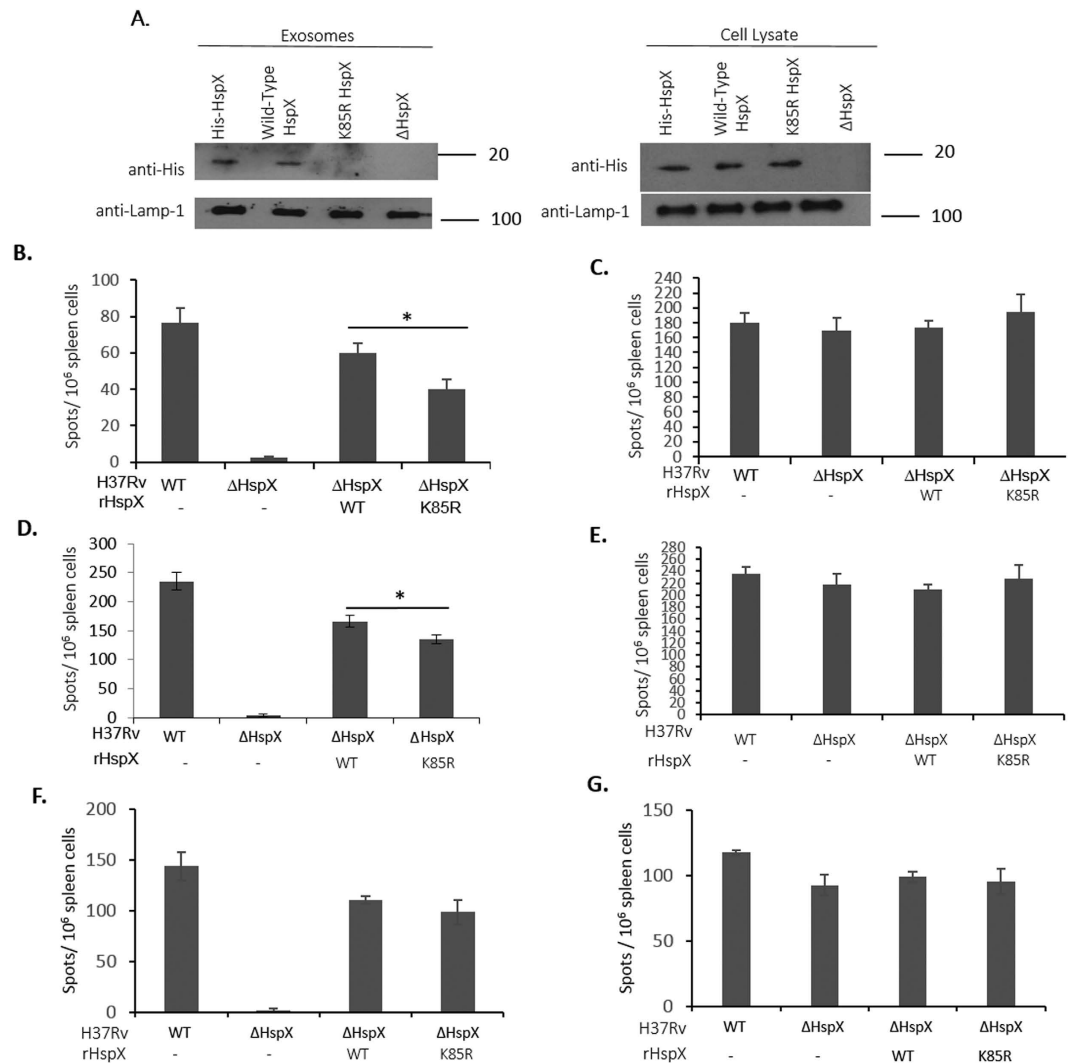 A.
Exosomes
His-HspX
Wild-Type
HspX
K85R HspX
ΔHspX
anti-His
20
anti-Lamp-1
100
Cell Lysate
His-HspX
Wild-Type
HspX
K85R HspX
ΔHspX
anti-His
20
anti-Lamp-1
100
B.
Spots/ 10⁶ spleen cells
100
80
60
40
20
0
*
H37Rv WT ΔHspX ΔHspX ΔHspX
rHspX - - WT K85R
C.
Spots/ 10⁶ spleen cells
240
220
200
180
160
140
120
100
80
60
40
20
0
H37Rv WT ΔHspX ΔHspX ΔHspX
rHspX - - WT K85R
D.
Spots/ 10⁶ spleen cells
300
250
200
150
100
50
0
*
H37Rv WT ΔHspX ΔHspX ΔHspX
rHspX - - WT K85R
E.
Spots/ 10⁶ spleen cells
280
260
240
220
200
180
160
140
120
100
80
60
40
20
0
H37Rv WT ΔHspX ΔHspX ΔHspX
rHspX - - WT K85R
F.
Spots/ 10⁶ spleen cells
200
150
100
50
0
H37Rv WT ΔHspX ΔHspX ΔHspX
rHspX - - WT K85R
G.
Spots / 10⁶ spleen cells
150
100
50
0
H37Rv WT ΔHspX ΔHspX ΔHspX
rHspX - - WT K85R